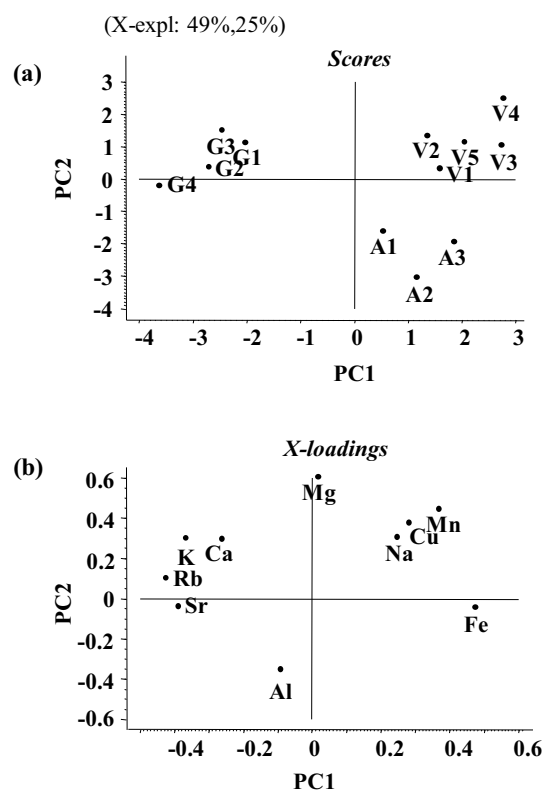 (X-expl: 49%,25%)
(a)
Scores
3
2
1
0
-1
-2
-3
-4
PC2
V4
G3
G1
V2
V5
V3
G2
V1
G4
A1
A3
A2
-4
-3
-2
-1
0
1
2
3
PC1
(b)
X-loadings
0.6
0.4
0.2
0
-0.2
-0.4
-0.6
PC2
Mg
Mn
Cu
K
Ca
Na
Rb
Sr
Fe
Al
-0.4
-0.2
0
0.2
0.4
0.6
PC1